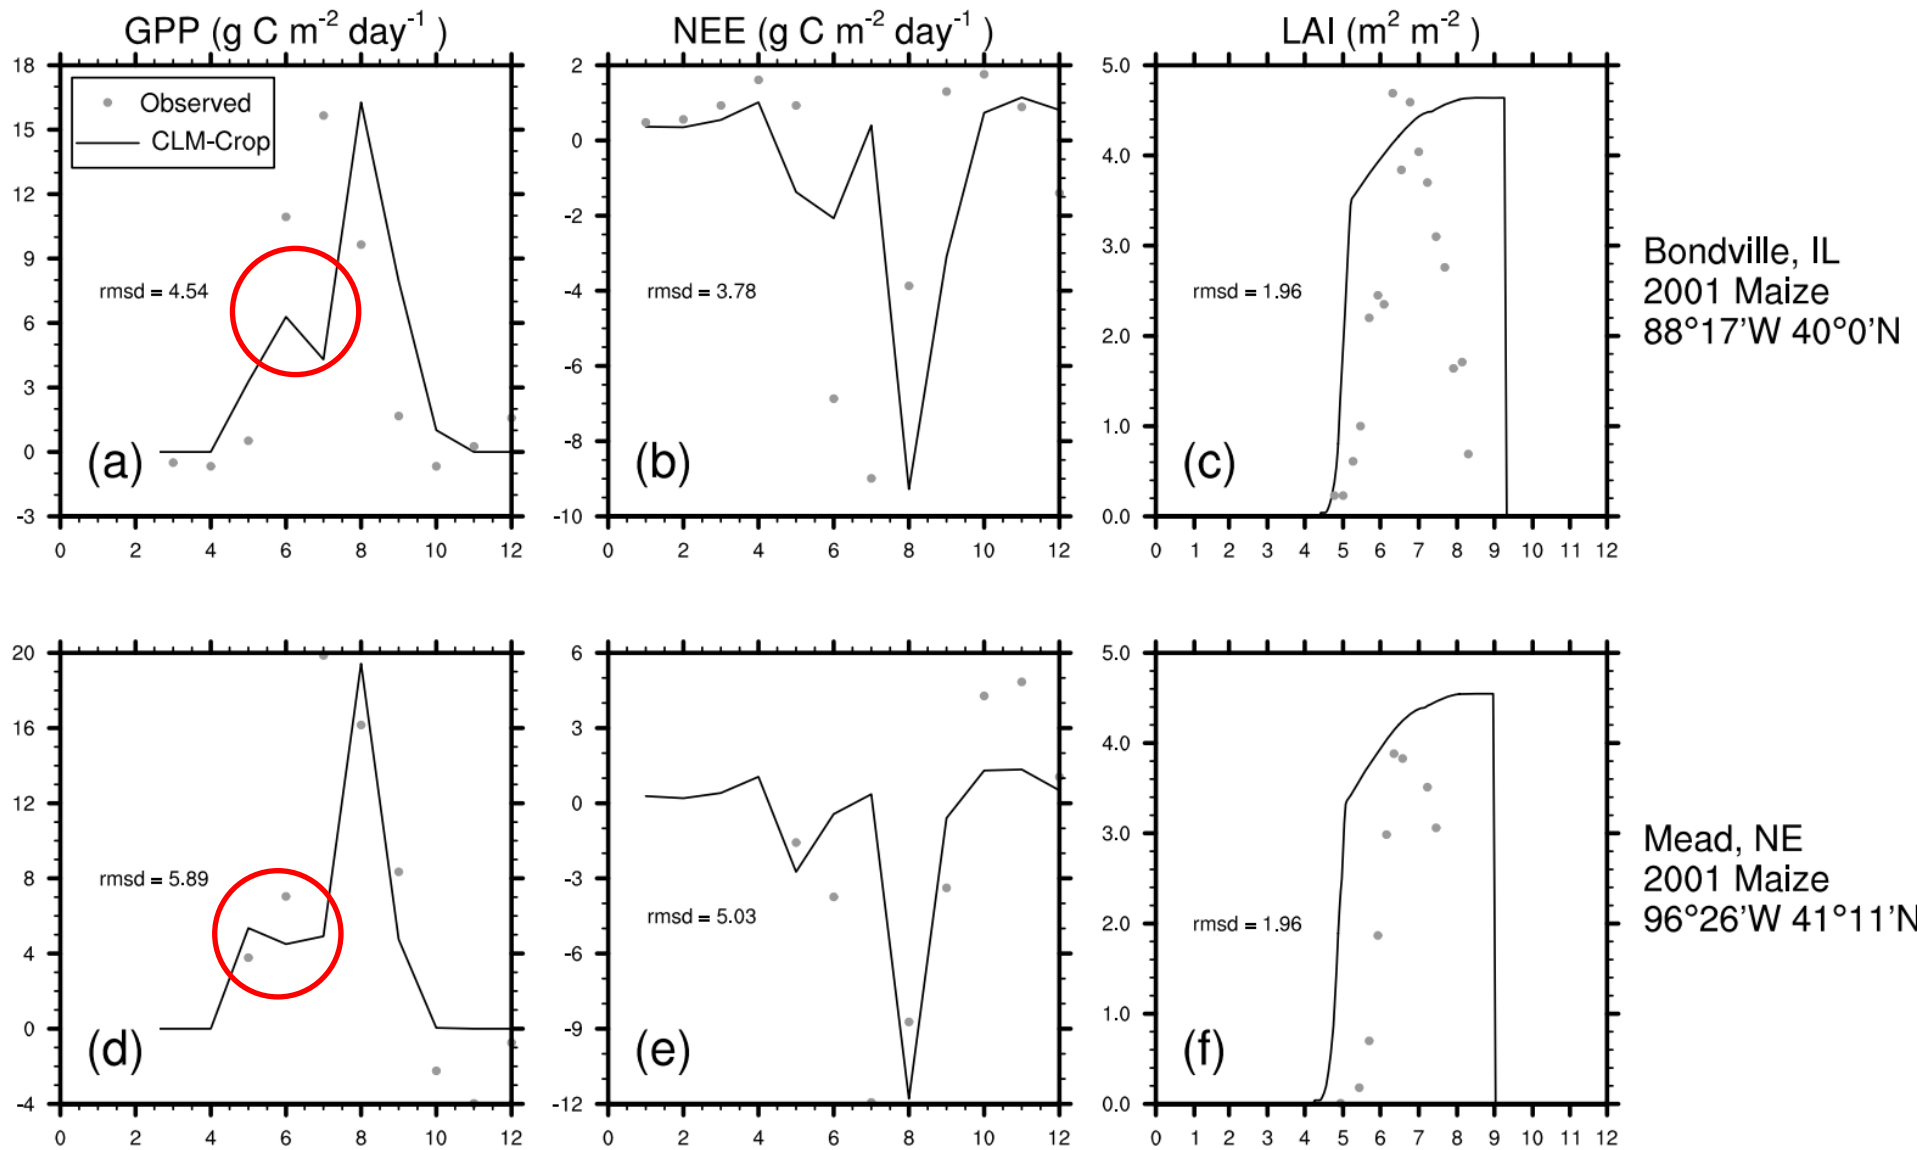 GPP (g C m-2 day-1 )
NEE (g C m-2 day-1 )
LAI (m2 m-2 )
18
15
12
9
6
3
0
-3
Observed
CLM-Crop
rmsd = 4.54
(a)
0 2 4 6 8 10 12
2
0
-2
-4
-6
-8
-10
rmsd = 3.78
(b)
0 2 4 6 8 10 12
5.0
4.0
3.0
2.0
1.0
0.0
rmsd = 1.96
(c)
0 1 2 3 4 5 6 7 8 9 10 11 12
Bondville, IL
2001 Maize
88°17'W 40°0'N
20
16
12
8
4
0
-4
rmsd = 5.89
(d)
0 2 4 6 8 10 12
6
3
0
-3
-6
-9
-12
rmsd = 5.03
(e)
0 2 4 6 8 10 12
5.0
4.0
3.0
2.0
1.0
0.0
rmsd = 1.96
(f)
0 1 2 3 4 5 6 7 8 9 10 11 12
Mead, NE
2001 Maize
96°26'W 41°11'N